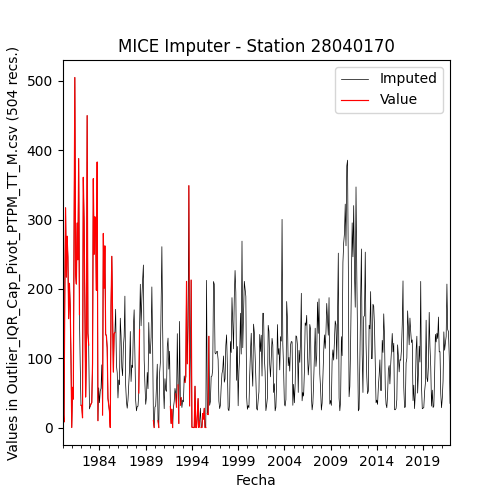 MICE Imputer - Station 28040170
Imputed
Value
Values in Outlier_IQR_Cap_Pivot_PTPM_TT_M.csv (504 recs.)
500
400
300
200
100
0
1984 1989 1994 1999 2004 2009 2014 2019
Fecha